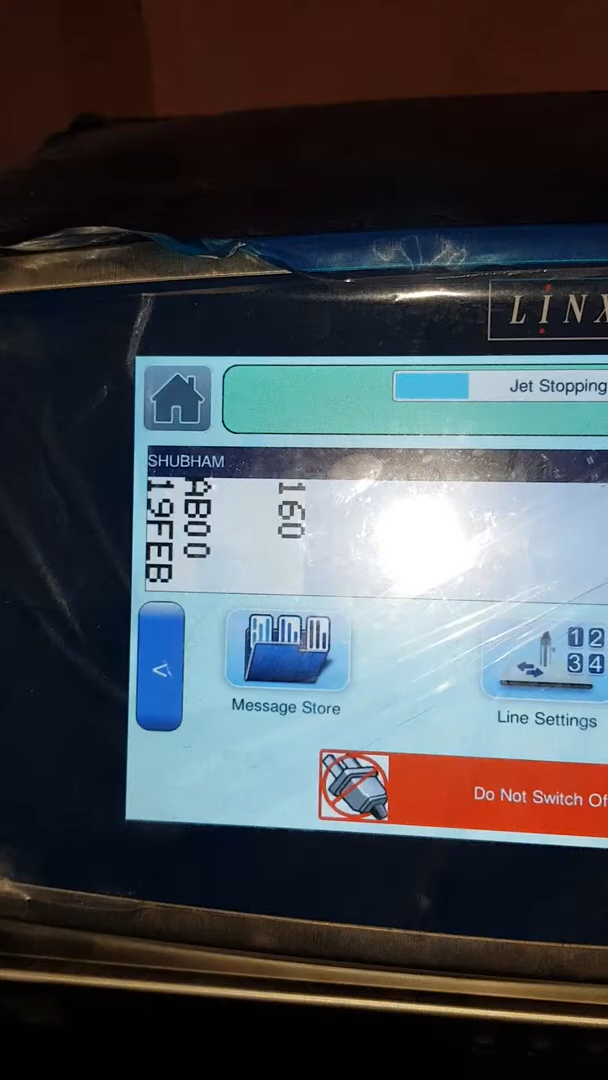 LINX
Jet Stopping
SHUBHAM
160
AB00
19FEB
<
1 2
3 4
Message Store
Line Settings
Do Not Switch Of